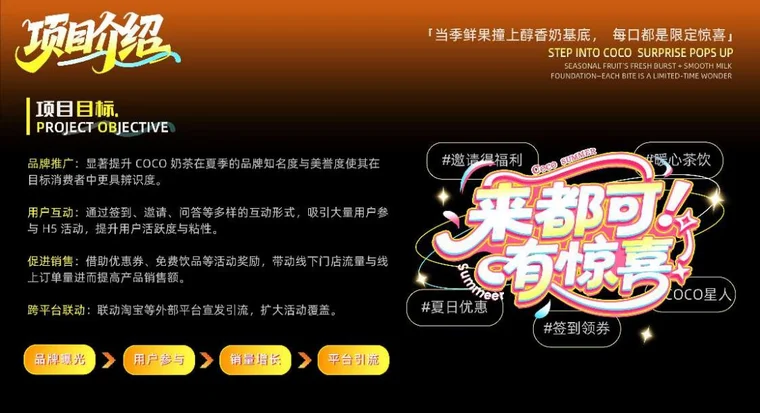 项目介绍
「当季鲜果撞上醇香奶基底， 每口都是限定惊喜」
STEP INTO COCO SURPRISE POPS UP
SEASONAL FRUIT'S FRESH BURST + SMOOTH MILK
FOUNDATION—EACH BITE IS A LIMITED-TIME WONDER
项目目标.
PROJECT OBJECTIVE
品牌推广：显著提升 COCO 奶茶在夏季的品牌知名度与美誉度使其在
目标消费者中更具辨识度。
用户互动：通过签到、邀请、问答等多样的互动形式，吸引大量用户参
与 H5 活动，提升用户活跃度与粘性。
促进销售：借助优惠券、免费饮品等活动奖励，带动线下门店流量与线
上订单量进而提高产品销售额。
跨平台联动：联动淘宝等外部平台宣发引流，扩大活动覆盖。
品牌曝光
用户参与
销量增长
平台引流
#邀请得福利
#暖心茶饮
COCO SUMMER
来都可!
有惊喜
Summeer
#夏日优惠
COCO星人
#签到领券